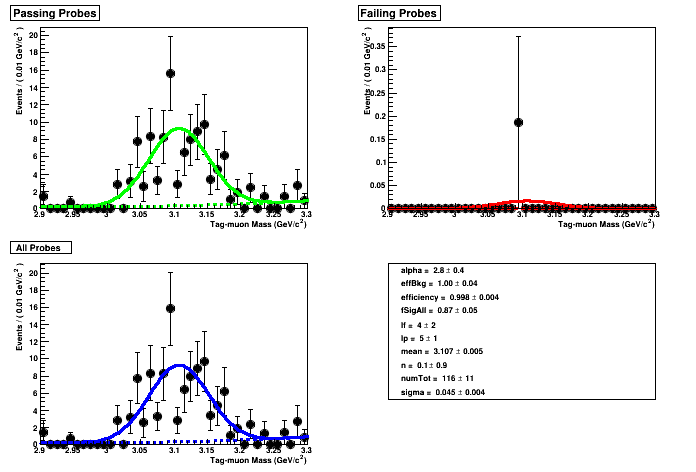 Passing Probes
Events / ( 0.01 GeV/c² )
20
18
16
14
12
10
8
6
4
2
0
2.9 2.95 3 3.05 3.1 3.15 3.2 3.25 3.3
Tag-muon Mass (GeV/c²)
Failing Probes
Events / ( 0.01 GeV/c² )
0.35
0.3
0.25
0.2
0.15
0.1
0.05
0
2.9 2.95 3 3.05 3.1 3.15 3.2 3.25 3.3
Tag-muon Mass (GeV/c²)
All Probes
Events / ( 0.01 GeV/c² )
20
18
16
14
12
10
8
6
4
2
0
2.9 2.95 3 3.05 3.1 3.15 3.2 3.25 3.3
Tag-muon Mass (GeV/c²)
alpha = 2.8 ± 0.4
effBkg = 1.00 ± 0.04
efficiency = 0.998 ± 0.004
fSigAll = 0.87 ± 0.05
lf = 4 ± 2
lp = 5 ± 1
mean = 3.107 ± 0.005
n = 0.1 ± 0.9
numTot = 116 ± 11
sigma = 0.045 ± 0.004